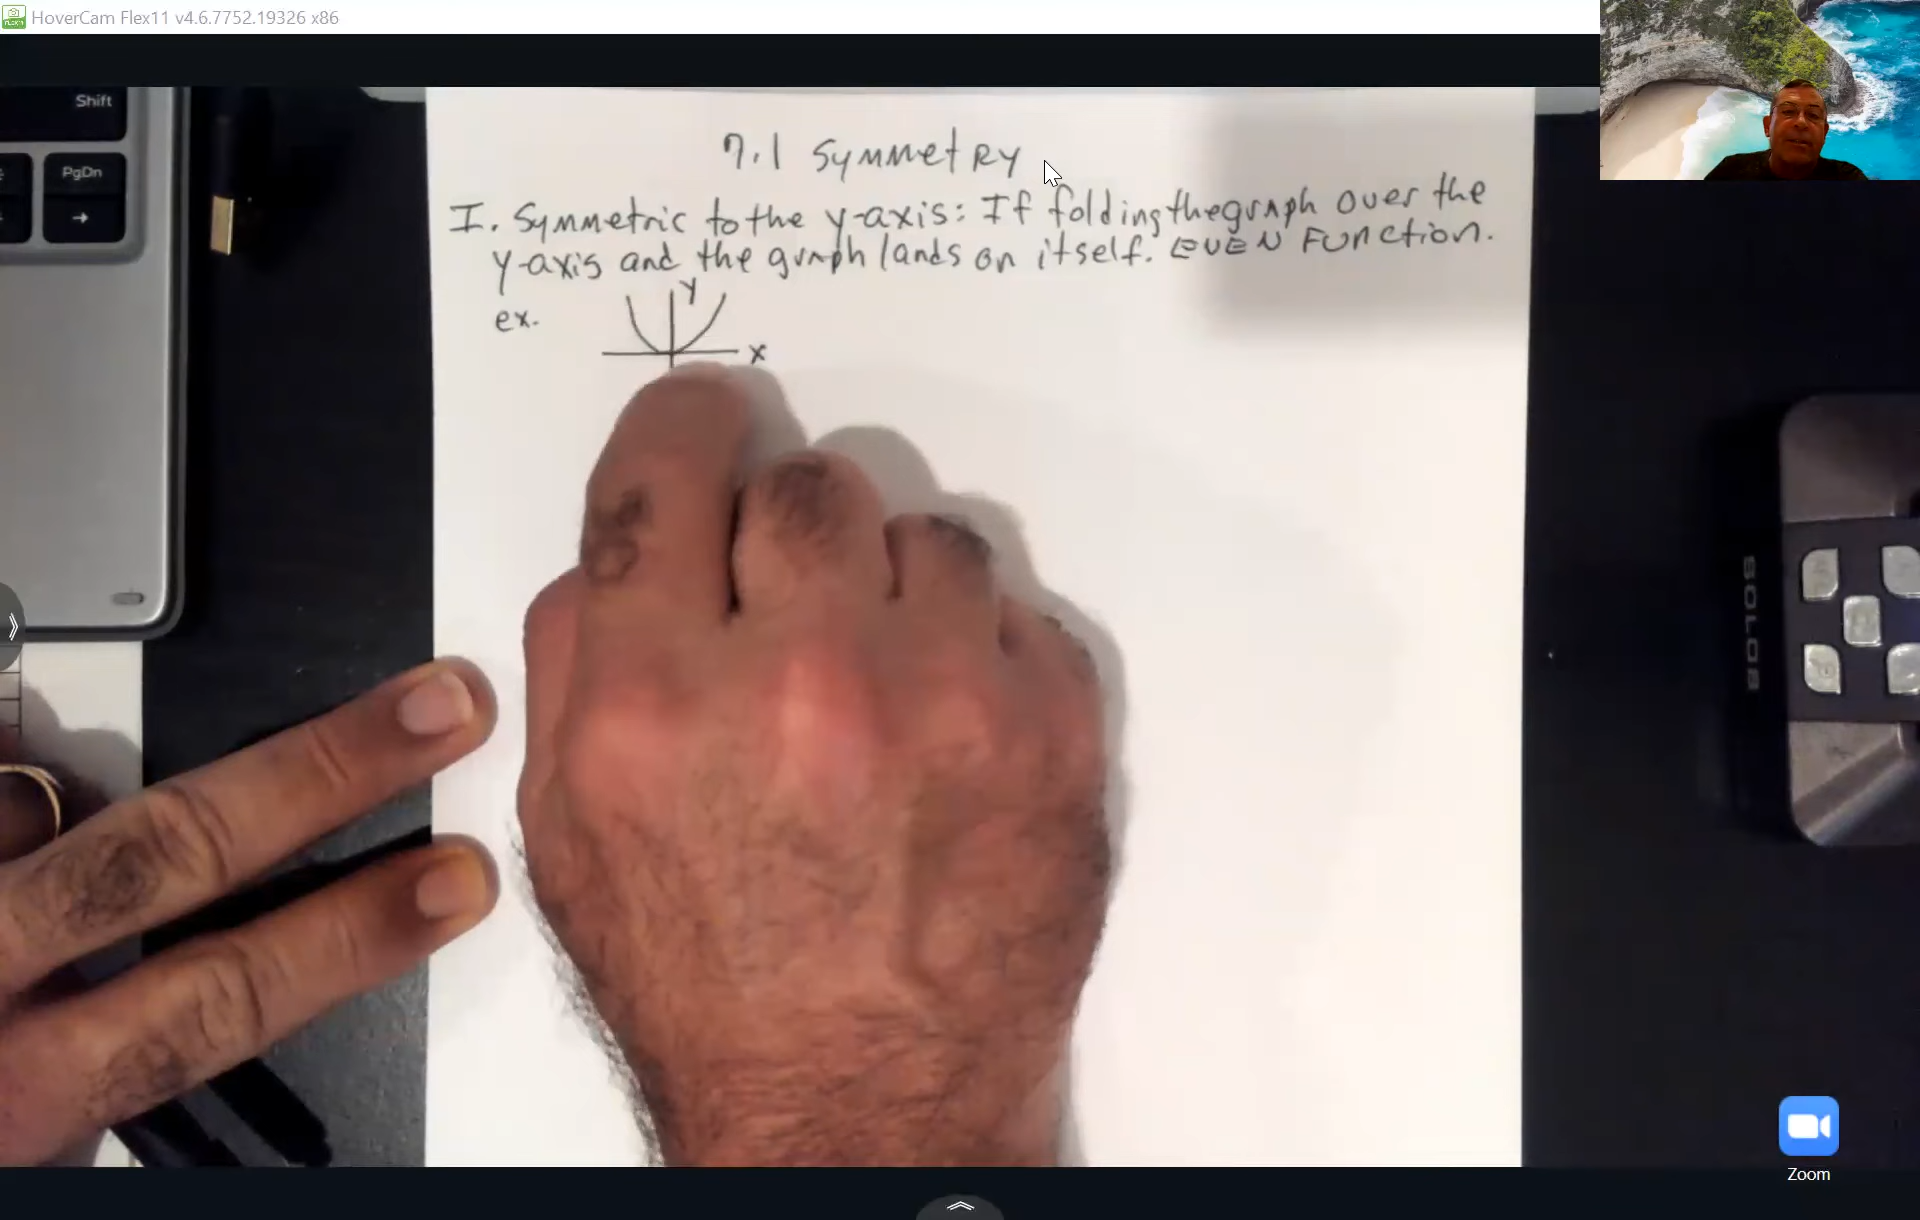 HoverCam Flex11 v4.6.7752.19326 x86
Shift
PgDn
7.1 Symmetry
I. Symmetric to the y-axis: If folding the graph over the
y-axis and the graph lands on itself. EVEN Function.
ex.
y
x
BOLOB
Zoom